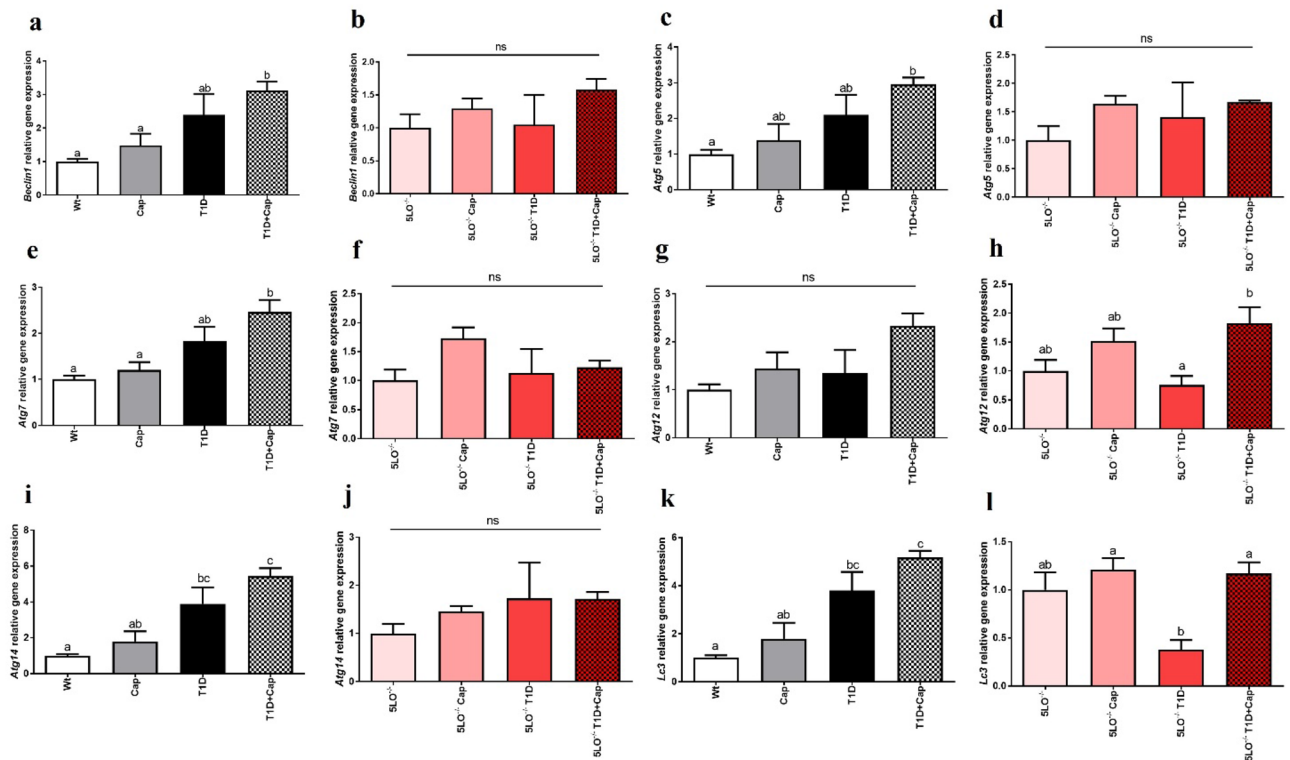 a
Beclin1 relative gene expression
4
3
2
1
0
a
a
ab
b
Wt
Cap
T1D
T1D+Cap
b
Beclin1 relative gene expression
2.0
1.5
1.0
0.5
0.0
ns
5LO-/-
5LO-/- Cap
5LO-/- T1D
5LO-/- T1D+Cap
c
Atg5 relative gene expression
5
4
3
2
1
0
a
ab
ab
b
Wt
Cap
T1D
T1D+Cap
d
Atg5 relative gene expression
2.5
2.0
1.5
1.0
0.5
0.0
ns
5LO-/-
5LO-/- Cap
5LO-/- T1D
5LO-/- T1D+Cap
e
Atg7 relative gene expression
3
2
1
0
a
a
ab
b
Wt
Cap
T1D
T1D+Cap
f
Atg7 relative gene expression
2.5
2.0
1.5
1.0
0.5
0.0
ns
5LO-/-
5LO-/- Cap
5LO-/- T1D
5LO-/- T1D+Cap
g
Atg12 relative gene expression
3
2
1
0
ns
Wt
Cap
T1D
T1D+Cap
h
Atg12 relative gene expression
2.5
2.0
1.5
1.0
0.5
0.0
ab
ab
a
b
5LO-/-
5LO-/- Cap
5LO-/- T1D
5LO-/- T1D+Cap
i
Atg14 relative gene expression
8
6
4
2
0
a
ab
bc
c
Wt
Cap
T1D
T1D+Cap
j
Atg14 relative gene expression
3
2
1
0
ns
5LO-/-
5LO-/- Cap
5LO-/- T1D
5LO-/- T1D+Cap
k
Lc3 relative gene expression
6
4
2
0
a
ab
bc
c
Wt
Cap
T1D
T1D+Cap
l
Lc3 relative gene expression
1.5
1.0
0.5
0.0
ab
a
b
a
5LO-/-
5LO-/- Cap
5LO-/- T1D
5LO-/- T1D+Cap